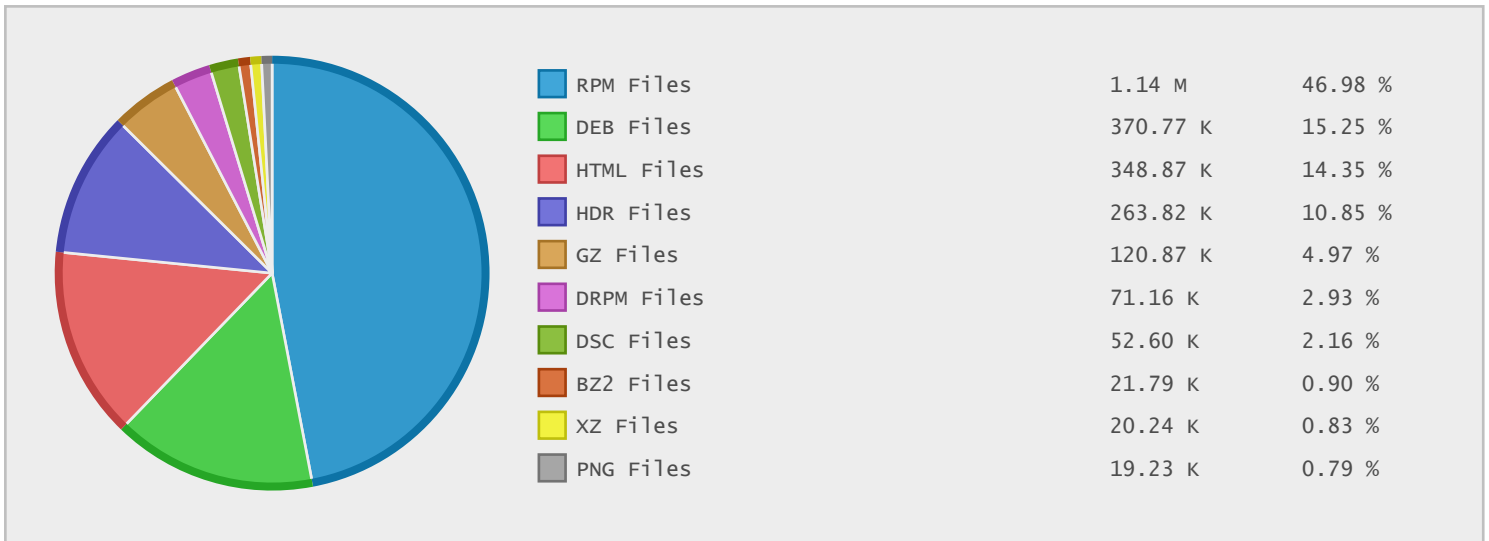 RPM Files 1.14 M 46.98 %
DEB Files 370.77 K 15.25 %
HTML Files 348.87 K 14.35 %
HDR Files 263.82 K 10.85 %
GZ Files 120.87 K 4.97 %
DRPM Files 71.16 K 2.93 %
DSC Files 52.60 K 2.16 %
BZ2 Files 21.79 K 0.90 %
XZ Files 20.24 K 0.83 %
PNG Files 19.23 K 0.79 %